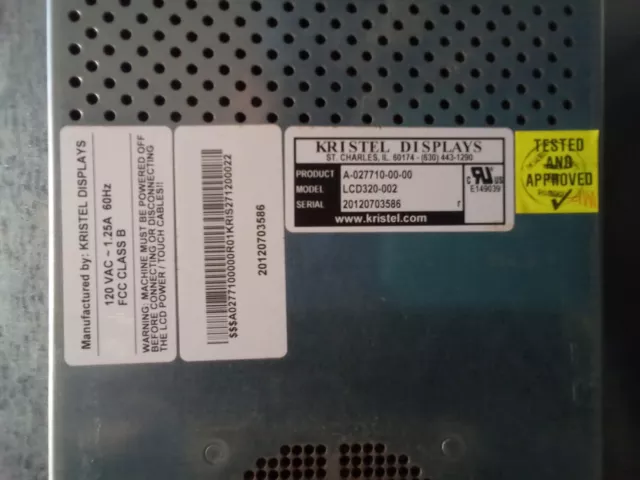 Manufactured by: KRISTEL DISPLAYS
120 VAC ~ 1.25A 60Hz
FCC CLASS B
WARNING: MACHINE MUST BE POWERED OFF
BEFORE CONNECTING OR DISCONNECTING
THE LCD POWER / TOUCH CABLES!!
$$$A0277100000R01KRIS271200022
20120703586
KRISTEL DISPLAYS
ST. CHARLES, IL. 60174 - (630) 443-1290
PRODUCT A-027710-00-00
MODEL LCD320-002
SERIAL 20120703586 r
www.kristel.com
C US
E149039
TESTED
AND
APPROVED